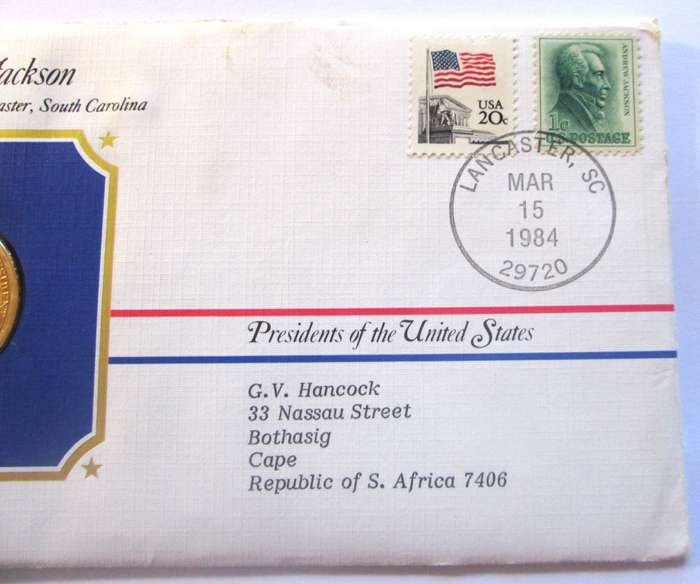 Jackson
aster, South Carolina
USA
20c
ANDREW JACKSON
1c
U.S. POSTAGE
LANCASTER, SC
MAR
15
1984
29720
Presidents of the United States
G.V. Hancock
33 Nassau Street
Bothasig
Cape
Republic of S. Africa 7406